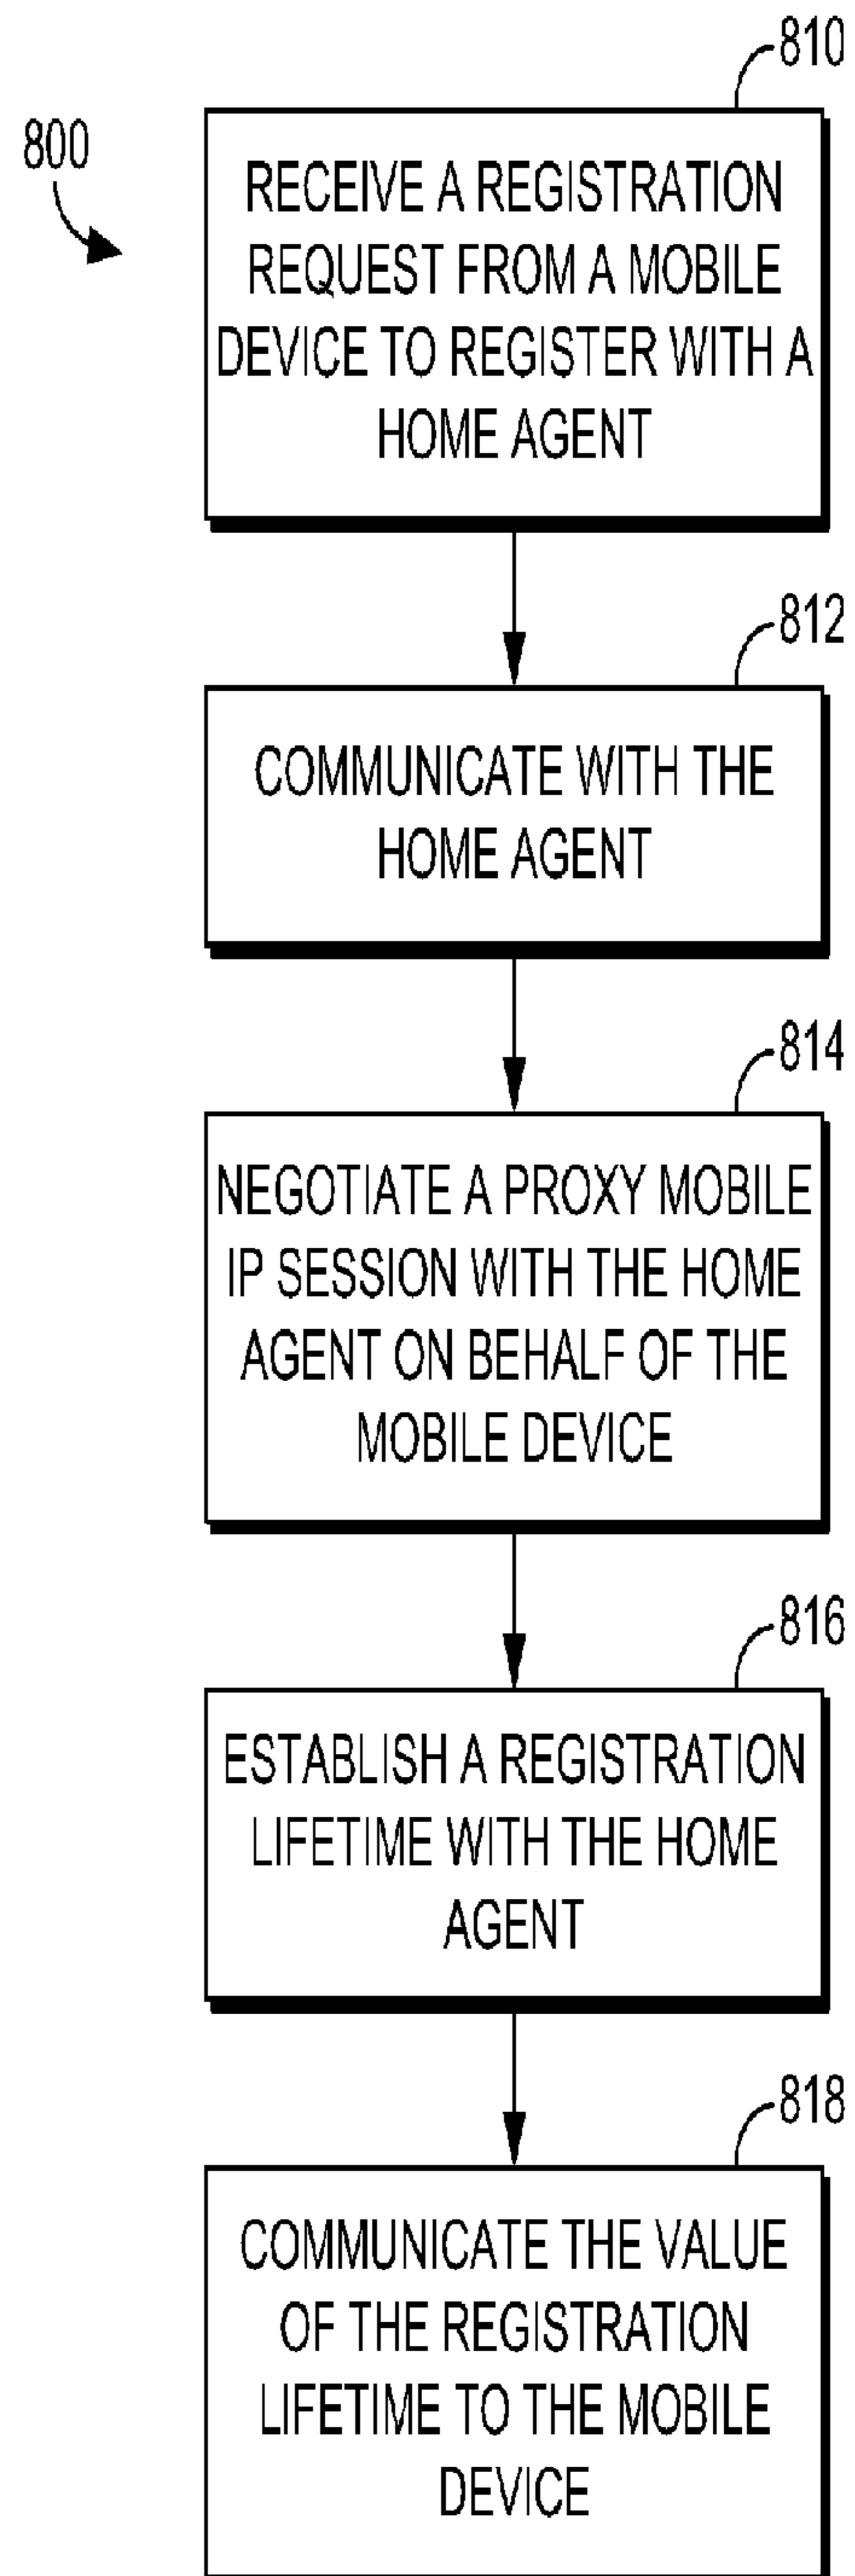 810
800
RECEIVE A REGISTRATION
REQUEST FROM A MOBILE
DEVICE TO REGISTER WITH A
HOME AGENT
812
COMMUNICATE WITH THE
HOME AGENT
814
NEGOTIATE A PROXY MOBILE
IP SESSION WITH THE HOME
AGENT ON BEHALF OF THE
MOBILE DEVICE
816
ESTABLISH A REGISTRATION
LIFETIME WITH THE HOME
AGENT
818
COMMUNICATE THE VALUE
OF THE REGISTRATION
LIFETIME TO THE MOBILE
DEVICE